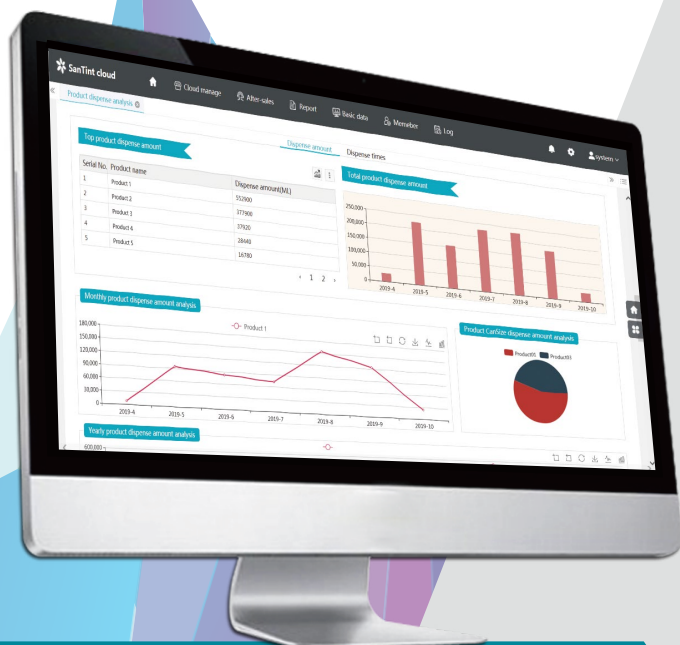 SanTint cloud
Cloud manage
After-sales
Report
Basic data
Memeber
Log
system
Product dispense analysis
Dispense amount
Dispense times
Top product dispense amount
Serial No. Product name Dispense amount(ML)
1 Product 1 552900
2 Product 2 377900
3 Product 3 37920
4 Product 4 28440
5 Product 5 16780
1 2
Total product dispense amount
250,000
200,000
150,000
100,000
50,000
0
2019-4 2019-5 2019-6 2019-7 2019-8 2019-9 2019-10
Monthly product dispense amount analysis
Product 1
180,000
150,000
120,000
90,000
60,000
30,000
0
2019-4 2019-5 2019-6 2019-7 2019-8 2019-9 2019-10
Product CanSize dispense amount analysis
Yearly product dispense amount analysis
600,000